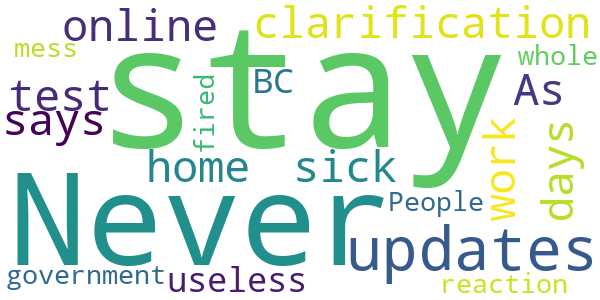 online clarification
mess
stay
whole
BC
As
test
fired
says
work
days
home sick
Never
People
updates
government
useless
reaction